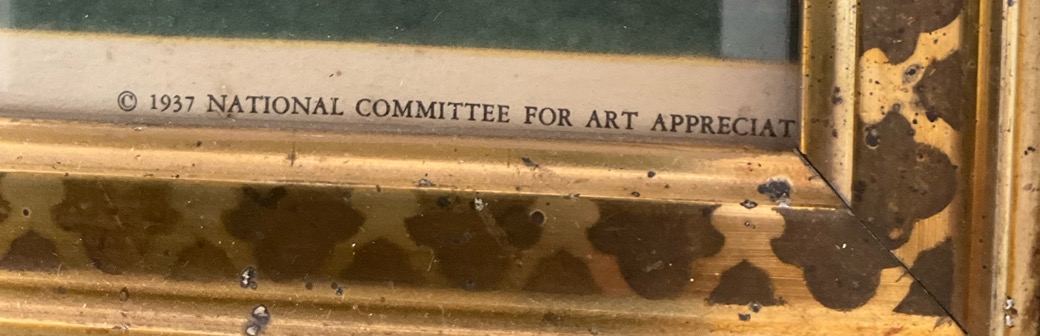 © 1937 NATIONAL COMMITTEE FOR ART APPRECIAT